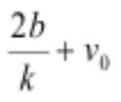 2b/k + v₀